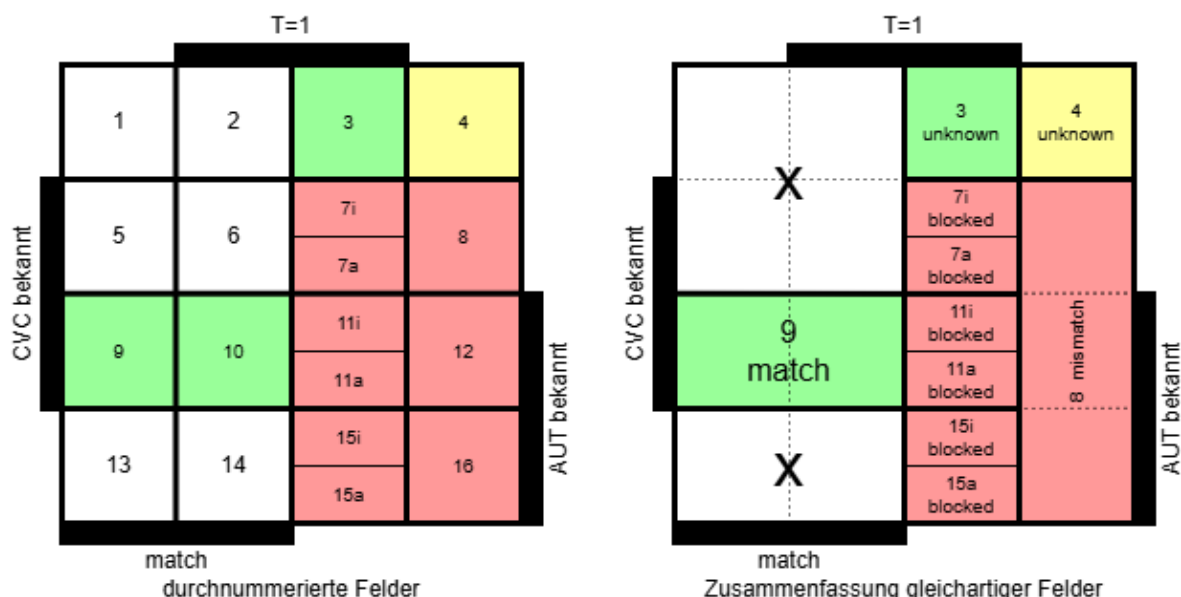 T=1
1
2
3
4
5
6
7i
7a
8
9
10
11i
11a
12
13
14
15i
15a
16
CVC bekannt
AUT bekannt
match
durchnummerierte Felder
T=1
X
3
unknown
4
unknown
7i
blocked
7a
blocked
9
match
11i
blocked
11a
blocked
8 mismatch
X
15i
blocked
15a
blocked
CVC bekannt
AUT bekannt
match
Zusammenfassung gleichartiger Felder